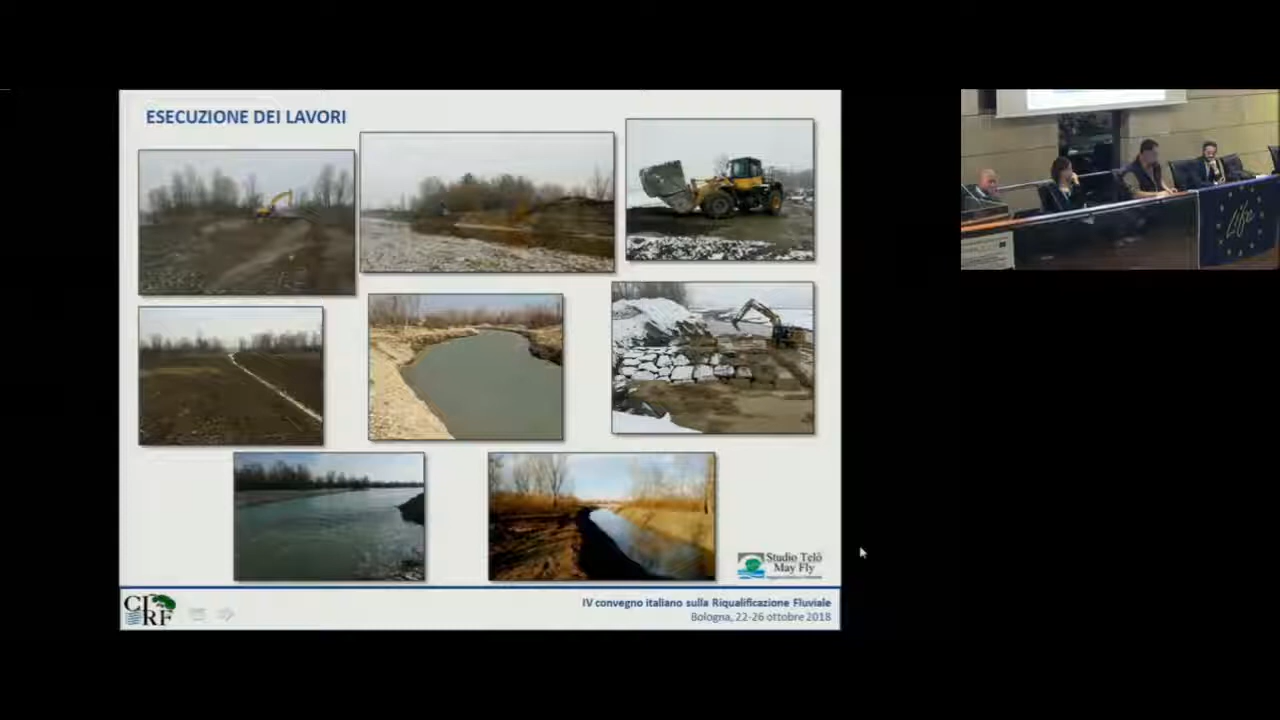 ESECUZIONE DEI LAVORI
Studio Telò
May Fly
CIRF
IV convegno italiano sulla Riqualificazione Fluviale
Bologna, 22-26 ottobre 2018
Life